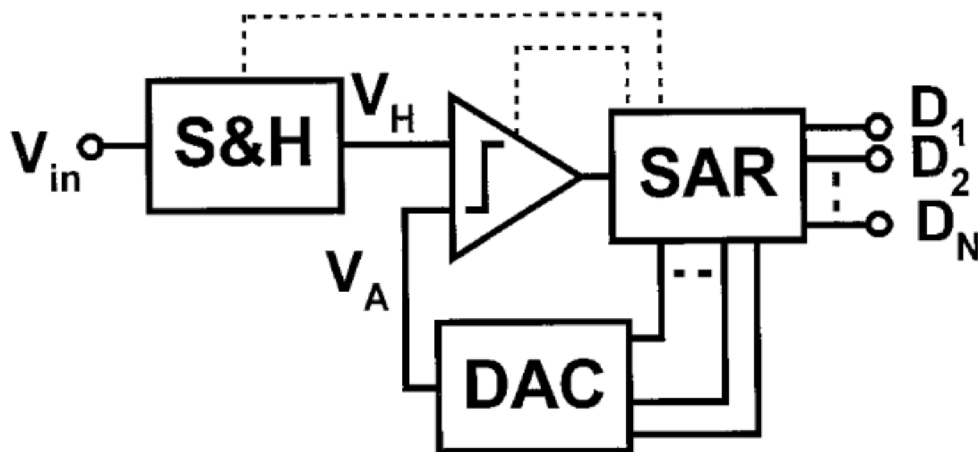 V_in
S&H
V_H
SAR
D_1
D_2
D_N
V_A
DAC